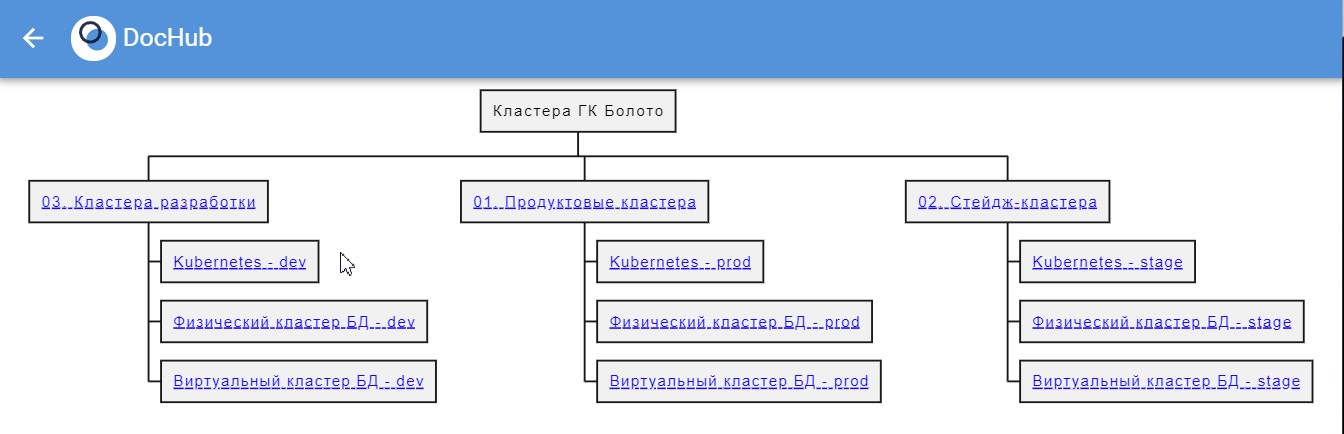 DocHub
Кластера ГК Болото
03. Кластера разработки
01. Продуктовые кластера
02. Стейдж-кластера
Kubernetes - dev
Kubernetes - prod
Kubernetes - stage
Физический кластер БД - dev
Физический кластер БД - prod
Физический кластер БД - stage
Виртуальный кластер БД - dev
Виртуальный кластер БД - prod
Виртуальный кластер БД - stage